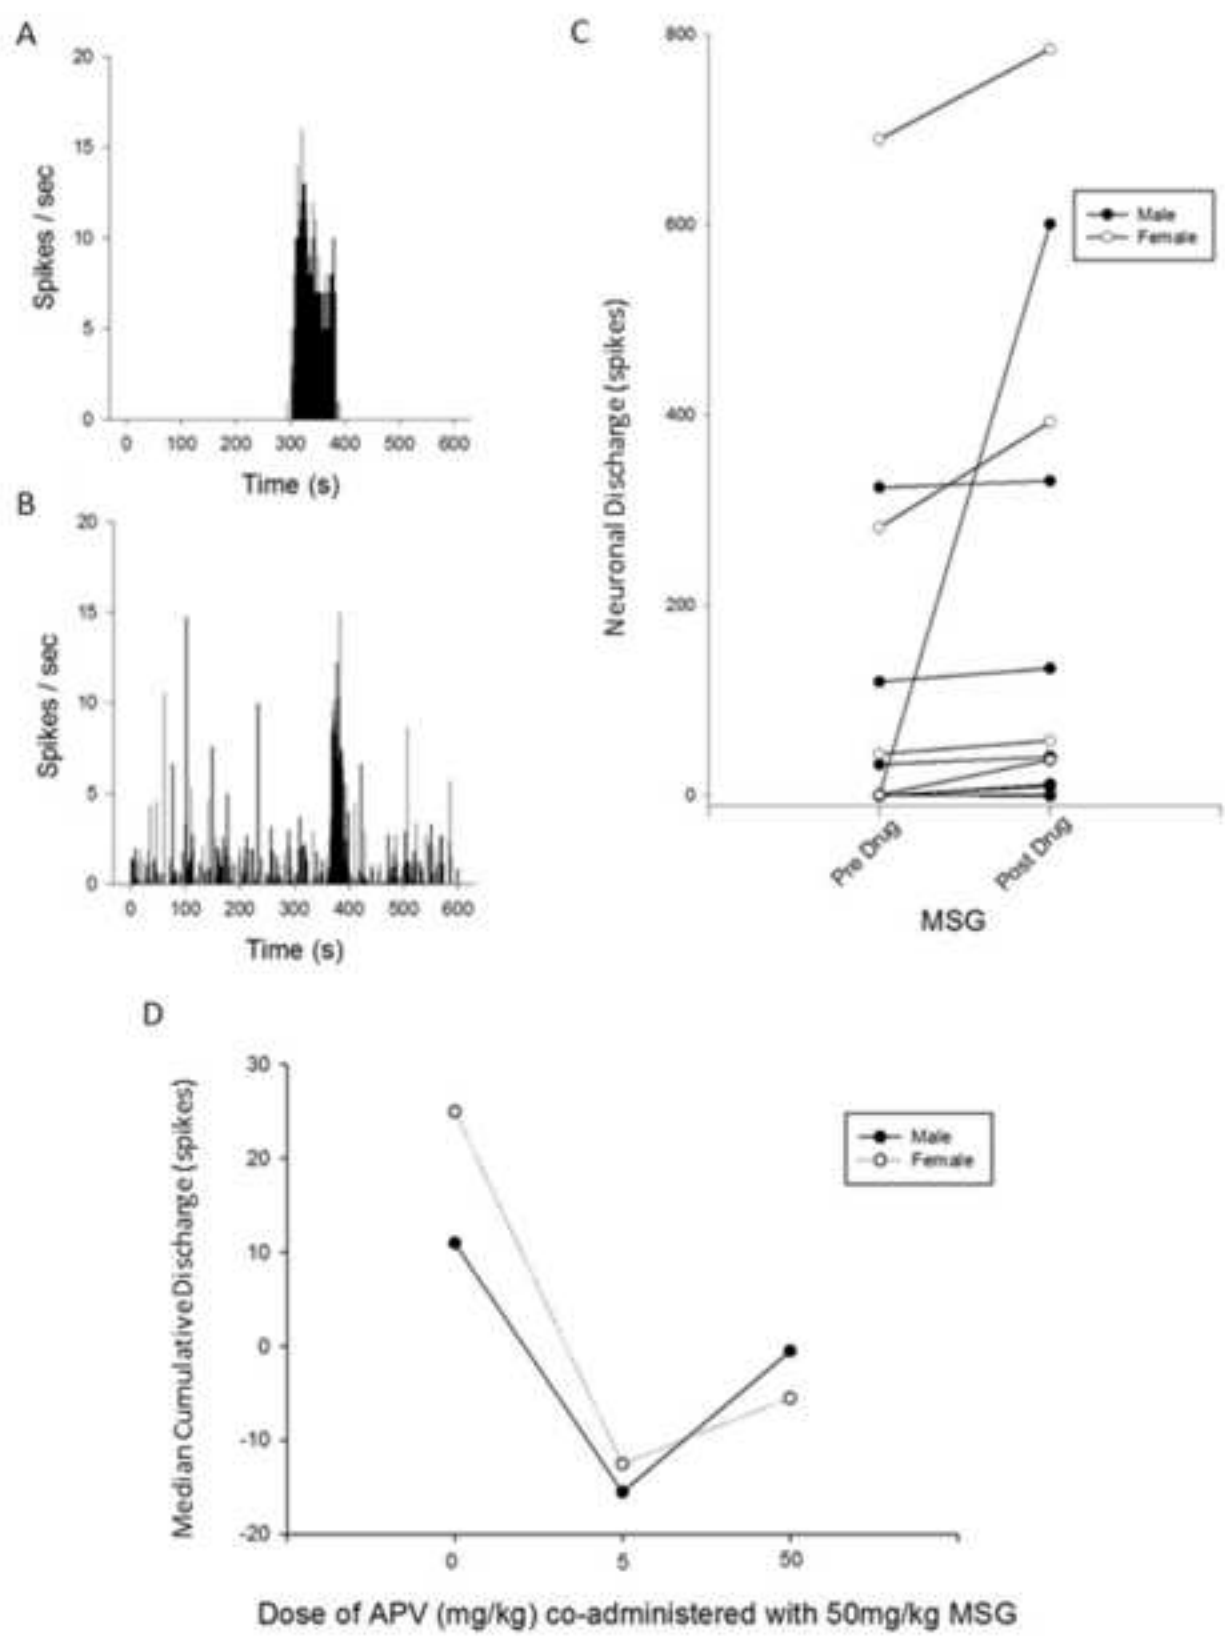 A
20
15
10
5
0
Spikes / sec
0 100 200 300 400 500 600
Time (s)
B
20
15
10
5
0
Spikes / sec
0 100 200 300 400 500 600
Time (s)
C
800
600
400
200
0
Neuronal Discharge (spikes)
Male
Female
Pre Drug
Post Drug
MSG
D
30
20
10
0
-10
-20
Median Cumulative Discharge (spikes)
Male
Female
0 5 50
Dose of APV (mg/kg) co-administered with 50mg/kg MSG